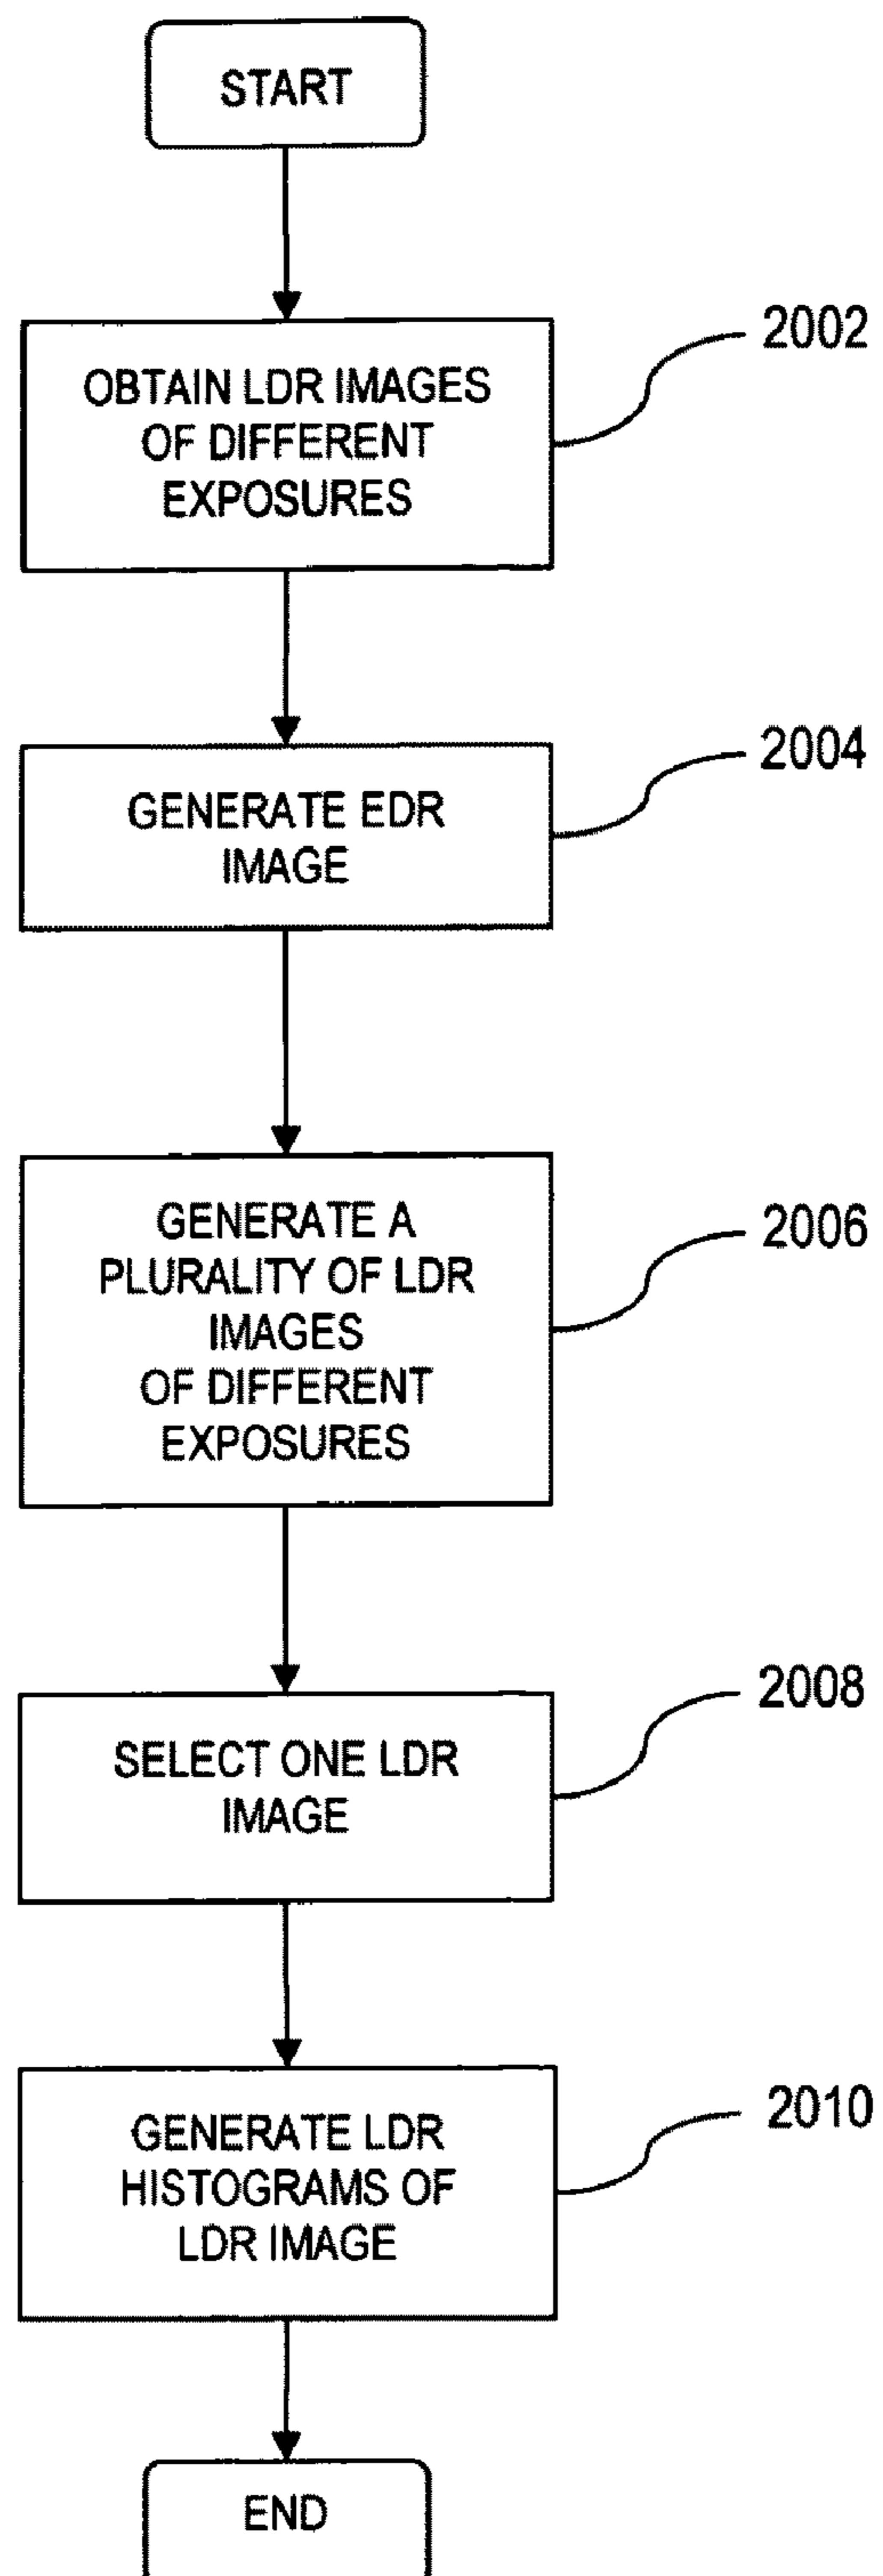 START
2002
OBTAIN LDR IMAGES
OF DIFFERENT
EXPOSURES
2004
GENERATE EDR
IMAGE
2006
GENERATE A
PLURALITY OF LDR
IMAGES
OF DIFFERENT
EXPOSURES
2008
SELECT ONE LDR
IMAGE
2010
GENERATE LDR
HISTOGRAMS OF
LDR IMAGE
END